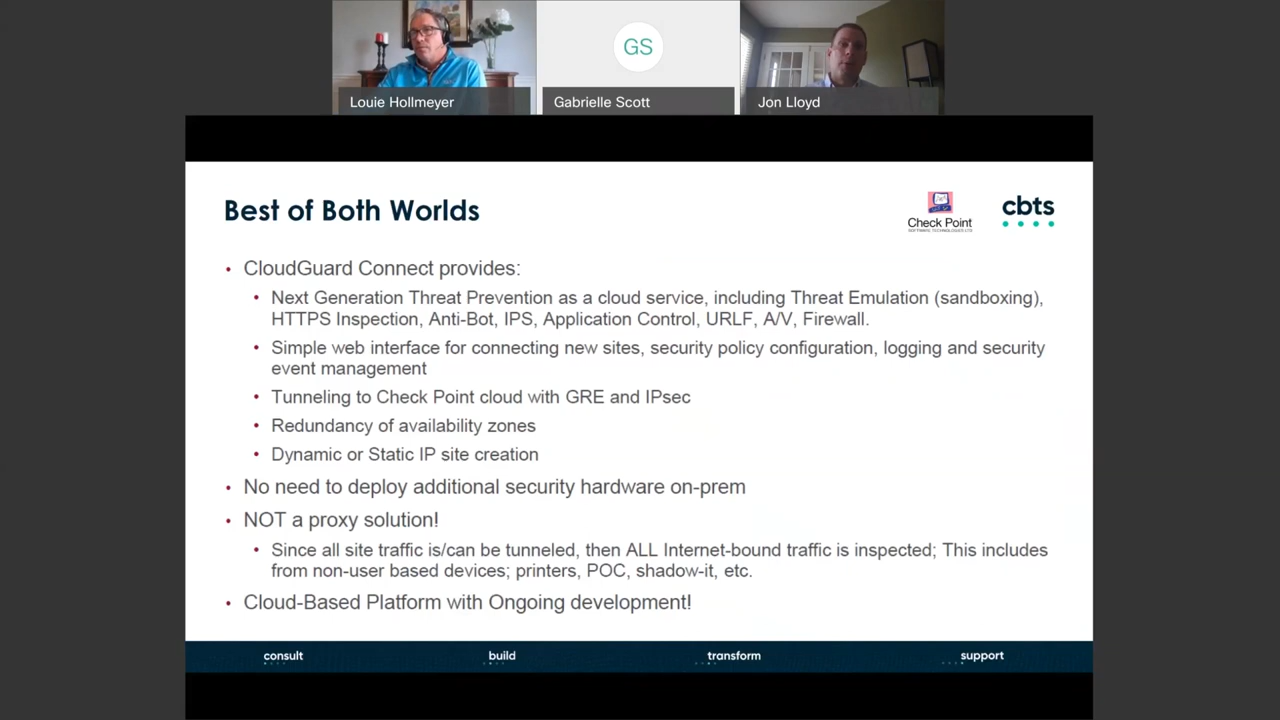 GS
Louie Hollmeyer
Gabrielle Scott
Jon Lloyd
Best of Both Worlds
Check Point
SOFTWARE TECHNOLOGIES LTD
cbts
• CloudGuard Connect provides:
• Next Generation Threat Prevention as a cloud service, including Threat Emulation (sandboxing),
HTTPS Inspection, Anti-Bot, IPS, Application Control, URLF, A/V, Firewall.
• Simple web interface for connecting new sites, security policy configuration, logging and security
event management
• Tunneling to Check Point cloud with GRE and IPsec
• Redundancy of availability zones
• Dynamic or Static IP site creation
• No need to deploy additional security hardware on-prem
• NOT a proxy solution!
• Since all site traffic is/can be tunneled, then ALL Internet-bound traffic is inspected; This includes
from non-user based devices; printers, POC, shadow-it, etc.
• Cloud-Based Platform with Ongoing development!
consult build transform support